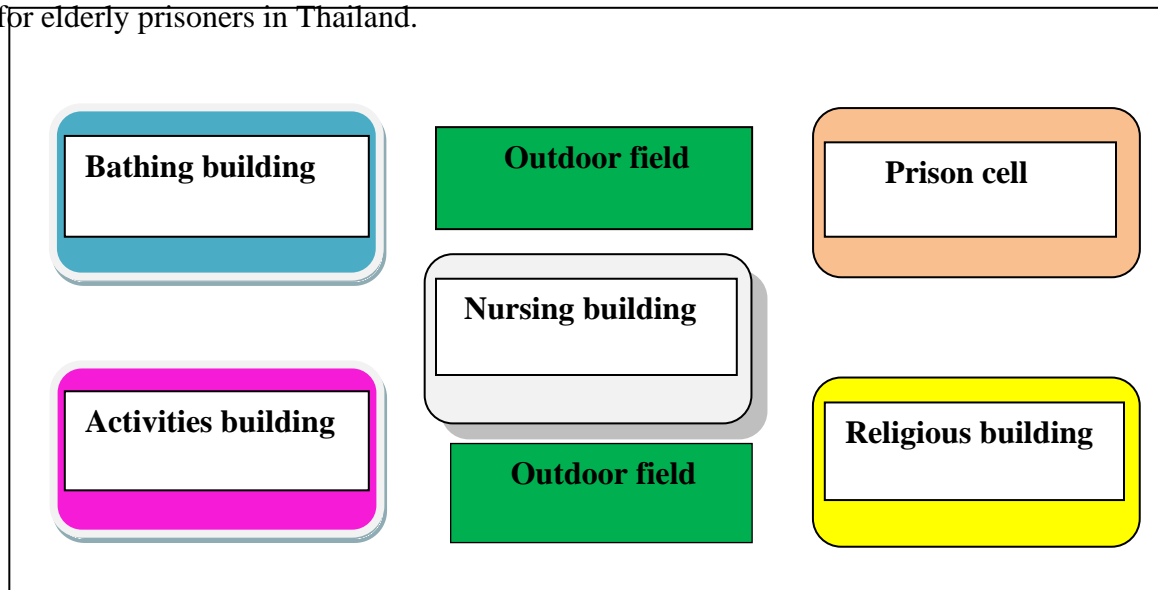 for elderly prisoners in Thailand.
Bathing building
Outdoor field
Prison cell
Nursing building
Activities building
Religious building
Outdoor field